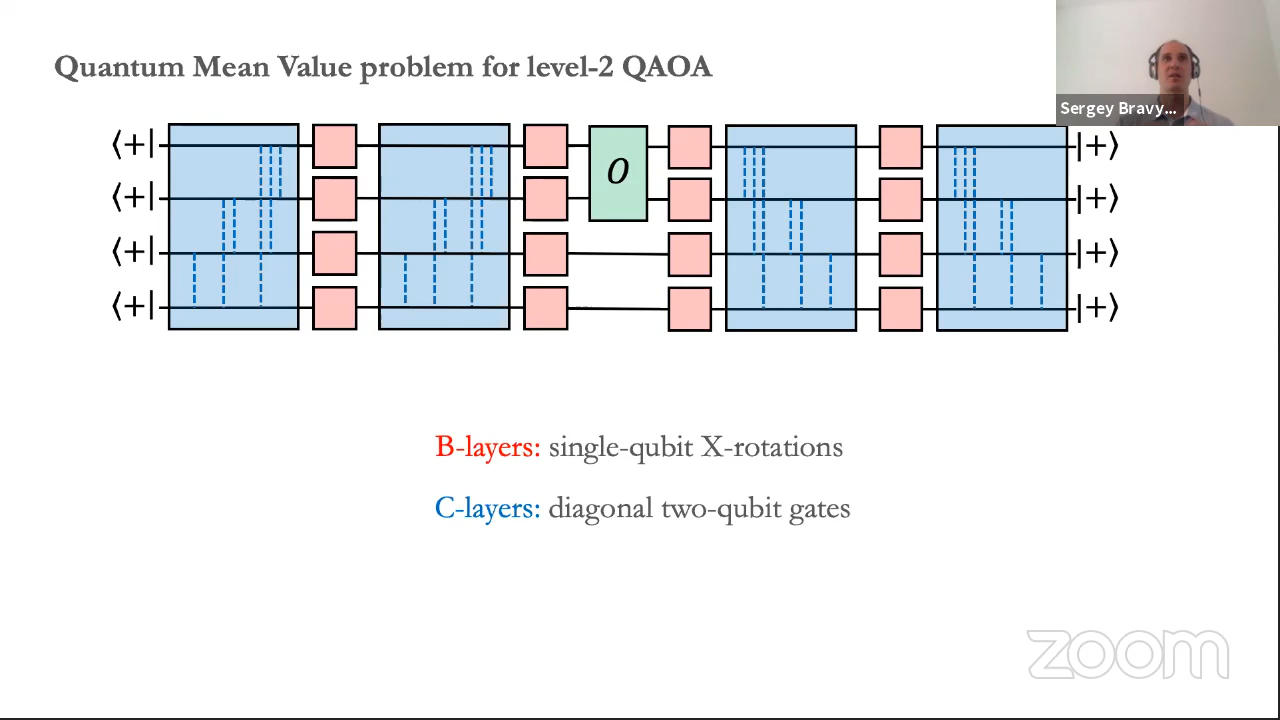 Quantum Mean Value problem for level-2 QAOA
Sergey Bravy...
⟨+| O |+⟩
⟨+| |+⟩
⟨+| |+⟩
⟨+| |+⟩
B-layers: single-qubit X-rotations
C-layers: diagonal two-qubit gates
zoom